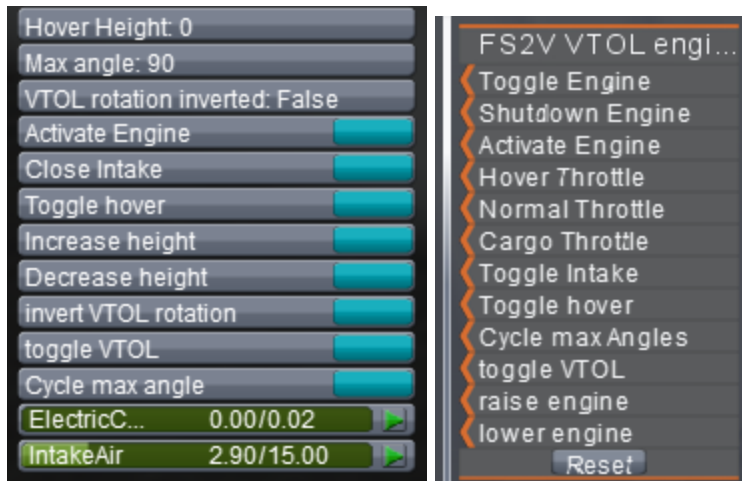 Hover Height: 0
Max angle: 90
VTOL rotation inverted: False
Activate Engine
Close Intake
Toggle hover
Increase height
Decrease height
invert VTOL rotation
toggle VTOL
Cycle max angle
ElectricC... 0.00/0.02
IntakeAir 2.90/15.00
FS2V VTOL engi...
Toggle Engine
Shutdown Engine
Activate Engine
Hover Throttle
Normal Throttle
Cargo Throttle
Toggle Intake
Toggle hover
Cycle max Angles
toggle VTOL
raise engine
lower engine
Reset